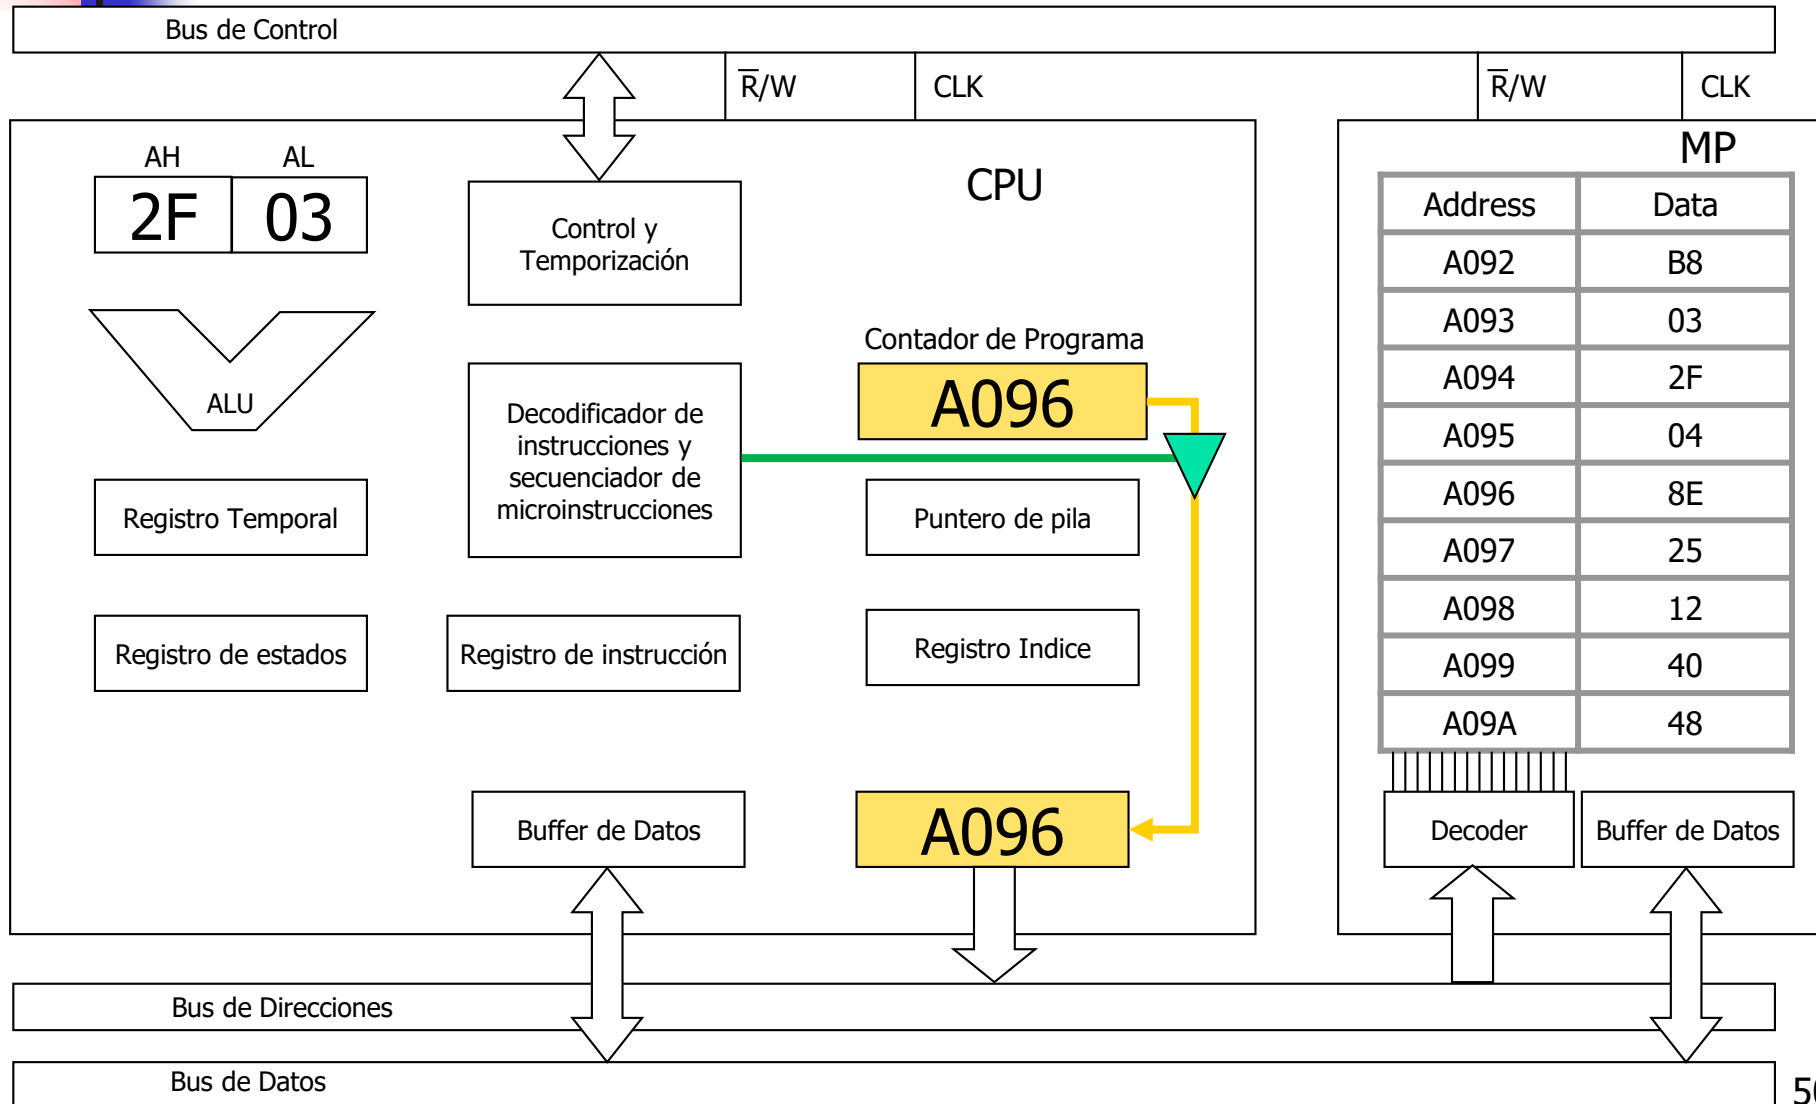 Bus de Control
R/W CLK R/W CLK
MP
CPU
AH AL
2F 03
Control y
Temporización
ALU
Decodificador de
instrucciones y
secuenciador de
microinstrucciones
Contador de Programa
A096
Registro Temporal
Puntero de pila
Registro de estados
Registro de instrucción
Registro Indice
Buffer de Datos
A096
Address Data
A092 B8
A093 03
A094 2F
A095 04
A096 8E
A097 25
A098 12
A099 40
A09A 48
Decoder
Buffer de Datos
Bus de Direcciones
Bus de Datos